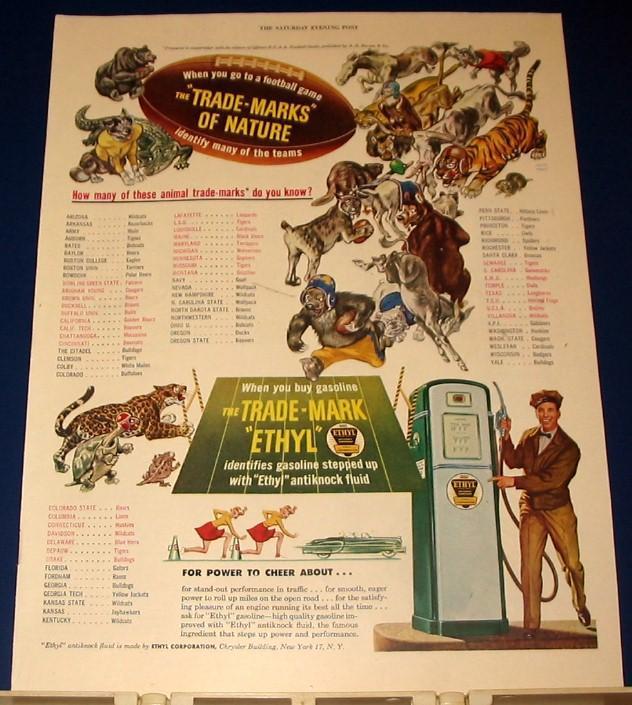 THE SATURDAY EVENING POST
When you go to a football game
THE "TRADE-MARKS"
OF NATURE
identify many of the teams
How many of these animal trade-marks* do you know?
ARIZONA Wildcats
ARKANSAS Razorbacks
ARMY Mule
AUBURN Tigers
BATES Bobcats
BAYLOR Bears
BOSTON COLLEGE Eagles
BOSTON UNIV. Terriers
BOWDOIN Polar Bears
BOWLING GREEN STATE Falcons
BRIGHAM YOUNG Cougars
BROWN UNIV. Bears
BUCKNELL Bisons
BUFFALO UNIV. Bulls
CALIFORNIA Golden Bears
CALIF. TECH Beavers
CHATTANOOGA Moccasins
CINCINNATI Bearcats
THE CITADEL Bulldogs
CLEMSON Tigers
COLBY White Mules
COLORADO Buffaloes
LAFAYETTE Leopards
L.S.U. Tigers
LOUISVILLE Cardinals
MAINE Black Bears
MARYLAND Terrapins
MICHIGAN Wolverines
MINNESOTA Gophers
MISSOURI Tigers
MONTANA Grizzlies
NAVY Goat
NEVADA Wolfpack
NEW HAMPSHIRE Wildcats
N. CAROLINA STATE Wolfpack
NORTH DAKOTA STATE Bisons
NORTHWESTERN Wildcats
OHIO U. Bobcats
OREGON Ducks
OREGON STATE Beavers
PENN STATE Nittany Lions
PITTSBURGH Panthers
PRINCETON Tigers
RICE Owls
RICHMOND Spiders
ROCHESTER Yellow Jackets
SANTA CLARA Broncos
SEWANEE Tigers
S. CAROLINA Gamecocks
S.M.U. Mustangs
TEMPLE Owls
TEXAS Longhorns
T.C.U. Horned Frogs
U.C.L.A. Bruins
VILLANOVA Wildcats
V.P.I. Gobblers
WASHINGTON Huskies
WASH. STATE Cougars
WESLEYAN Cardinals
WISCONSIN Badgers
YALE Bulldogs
When you buy gasoline
THE TRADE-MARK
"ETHYL"
identifies gasoline stepped up
with "Ethyl" antiknock fluid
ETHYL
ETHYL
COLORADO STATE Bears
COLUMBIA Lions
CONNECTICUT Huskies
DAVIDSON Wildcats
DELAWARE Blue Hens
DEPAUW Tigers
DRAKE Bulldogs
FLORIDA Gators
FORDHAM Rams
GEORGIA Bulldogs
GEORGIA TECH Yellow Jackets
KANSAS STATE Wildcats
KANSAS Jayhawkers
KENTUCKY Wildcats
FOR POWER TO CHEER ABOUT . . .
for stand-out performance in traffic . . . for smooth, eager
power to roll up miles on the open road . . . for the satisfy-
ing pleasure of an engine running its best all the time . . .
ask for "Ethyl" gasoline—high quality gasoline im-
proved with "Ethyl" antiknock fluid, the famous
ingredient that steps up power and performance.
"Ethyl" antiknock fluid is made by ETHYL CORPORATION, Chrysler Building, New York 17, N. Y.